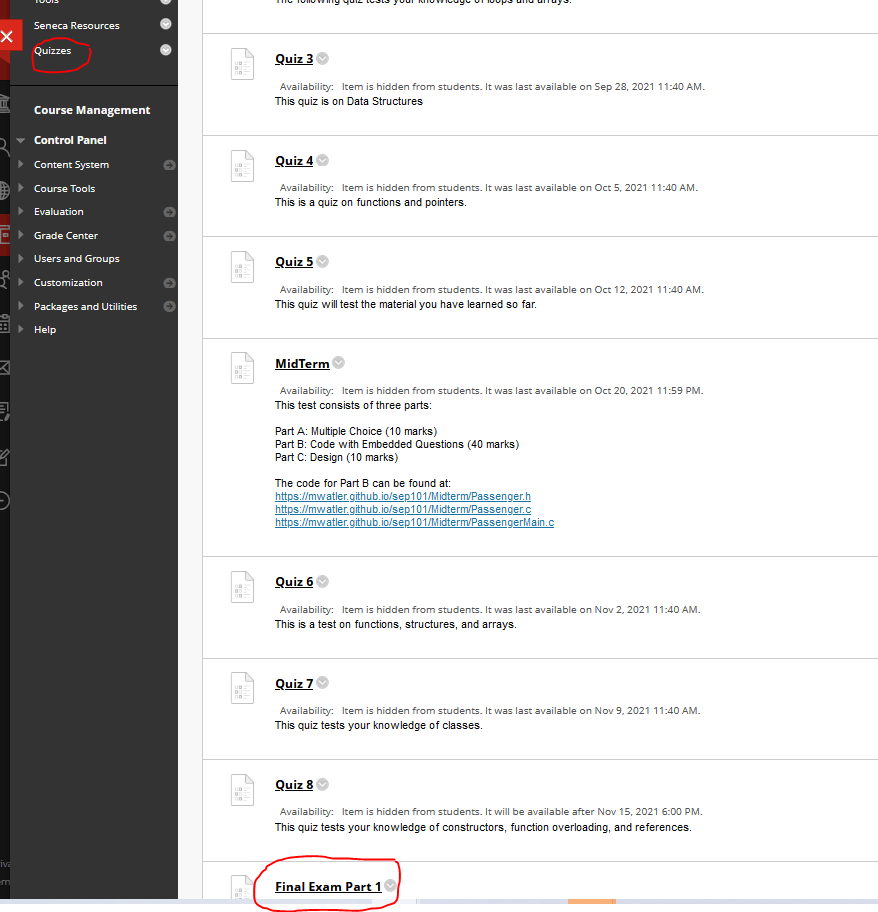 Tools
Seneca Resources
Quizzes
Course Management
Control Panel
Content System
Course Tools
Evaluation
Grade Center
Users and Groups
Customization
Packages and Utilities
Help
The following quiz tests your knowledge of loops and arrays.
Quiz 3
Availability: Item is hidden from students. It was last available on Sep 28, 2021 11:40 AM.
This quiz is on Data Structures
Quiz 4
Availability: Item is hidden from students. It was last available on Oct 5, 2021 11:40 AM.
This is a quiz on functions and pointers.
Quiz 5
Availability: Item is hidden from students. It was last available on Oct 12, 2021 11:40 AM.
This quiz will test the material you have learned so far.
MidTerm
Availability: Item is hidden from students. It was last available on Oct 20, 2021 11:59 PM.
This test consists of three parts:
Part A: Multiple Choice (10 marks)
Part B: Code with Embedded Questions (40 marks)
Part C: Design (10 marks)
The code for Part B can be found at:
https://mwatler.github.io/sep101/Midterm/Passenger.h
https://mwatler.github.io/sep101/Midterm/Passenger.c
https://mwatler.github.io/sep101/Midterm/PassengerMain.c
Quiz 6
Availability: Item is hidden from students. It was last available on Nov 2, 2021 11:40 AM.
This is a test on functions, structures, and arrays.
Quiz 7
Availability: Item is hidden from students. It was last available on Nov 9, 2021 11:40 AM.
This quiz tests your knowledge of classes.
Quiz 8
Availability: Item is hidden from students. It will be available after Nov 15, 2021 6:00 PM.
This quiz tests your knowledge of constructors, function overloading, and references.
Final Exam Part 1